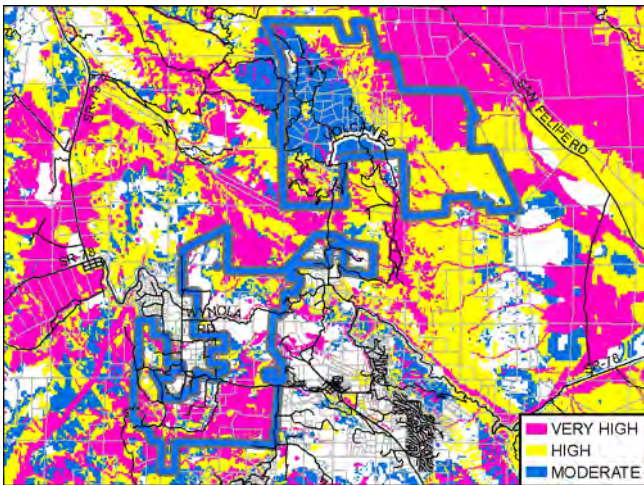 SAN FELIPE RD
SR-78
WYNOLA
RD
SR-78
VERY HIGH
HIGH
MODERATE